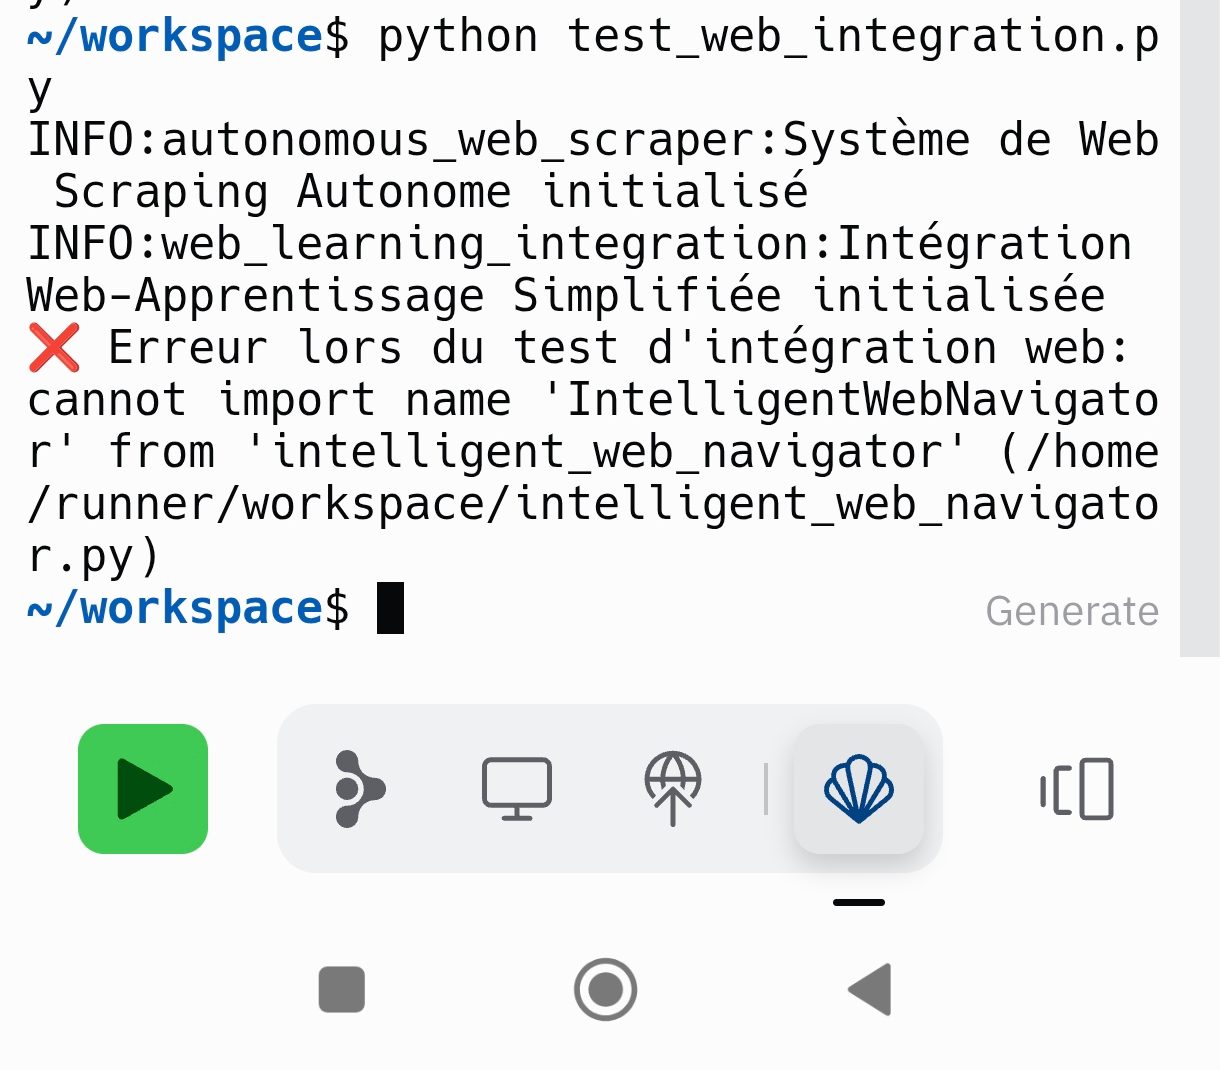 ~/workspace$ python test_web_integration.p
y
INFO:autonomous_web_scraper:Système de Web
 Scraping Autonome initialisé
INFO:web_learning_integration:Intégration
Web-Apprentissage Simplifiée initialisée
❌ Erreur lors du test d'intégration web:
cannot import name 'IntelligentWebNavigato
r' from 'intelligent_web_navigator' (/home
/runner/workspace/intelligent_web_navigato
r.py)
~/workspace$
Generate